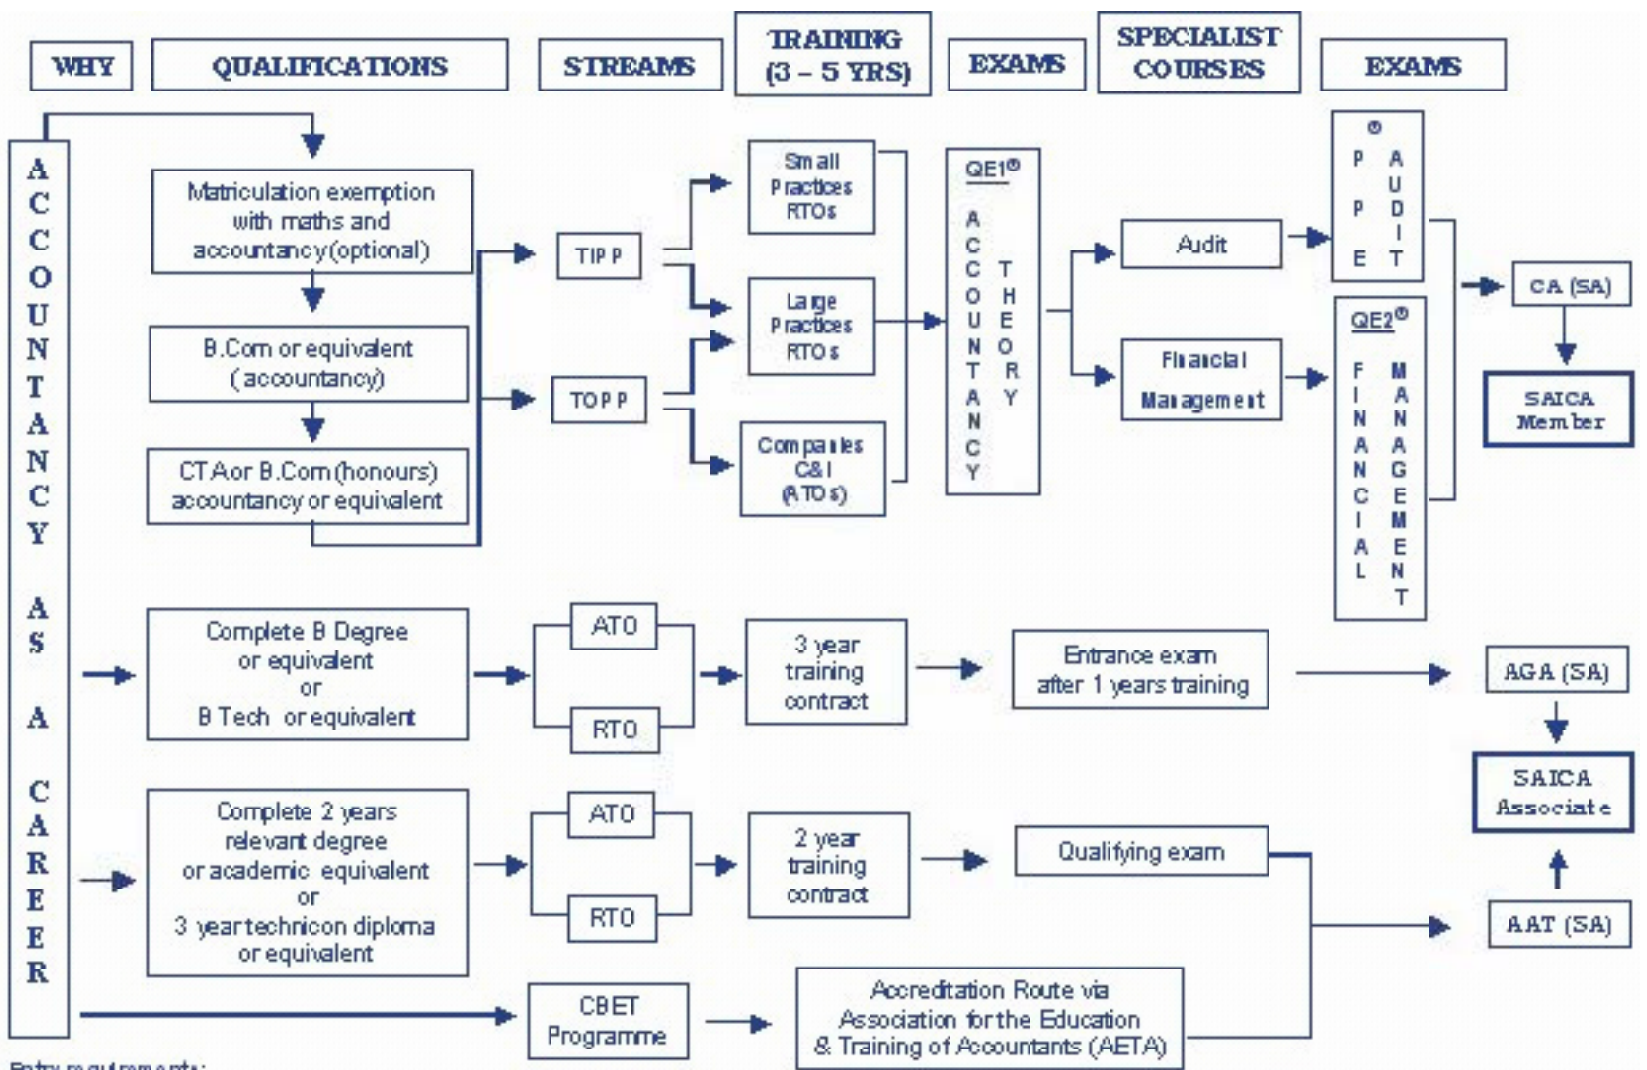 WHY
QUALIFICATIONS
STREAMS
TRAINING
(3 – 5 YRS)
EXAMS
SPECIALIST
COURSES
EXAMS
ACCOUNTANCY AS A CAREER
Matriculation exemption
with maths and
accountancy (optional)
B.Com or equivalent
(accountancy)
CTA or B.Com (honours)
accountancy or equivalent
TIPP
TOPP
Small
Practices
RTOs
Large
Practices
RTOs
Companies
C&I
(ATOs)
QE1
ACCOUNTANCY
THEORY
Audit
Financial
Management
PPE
AUDIT
QE2
FINANCIAL
MANAGEMENT
CA (SA)
SAICA
Member
Complete B Degree
or equivalent
or
B Tech or equivalent
ATO
RTO
3 year
training
contract
Entrance exam
after 1 years training
AGA (SA)
SAICA
Associate
Complete 2 years
relevant degree
or academic equivalent
or
3 year technicon diploma
or equivalent
ATO
RTO
2 year
training
contract
Qualifying exam
AAT (SA)
CBET
Programme
Accreditation Route via
Association for the Education
& Training of Accountants (AETA)
Entry requirements: